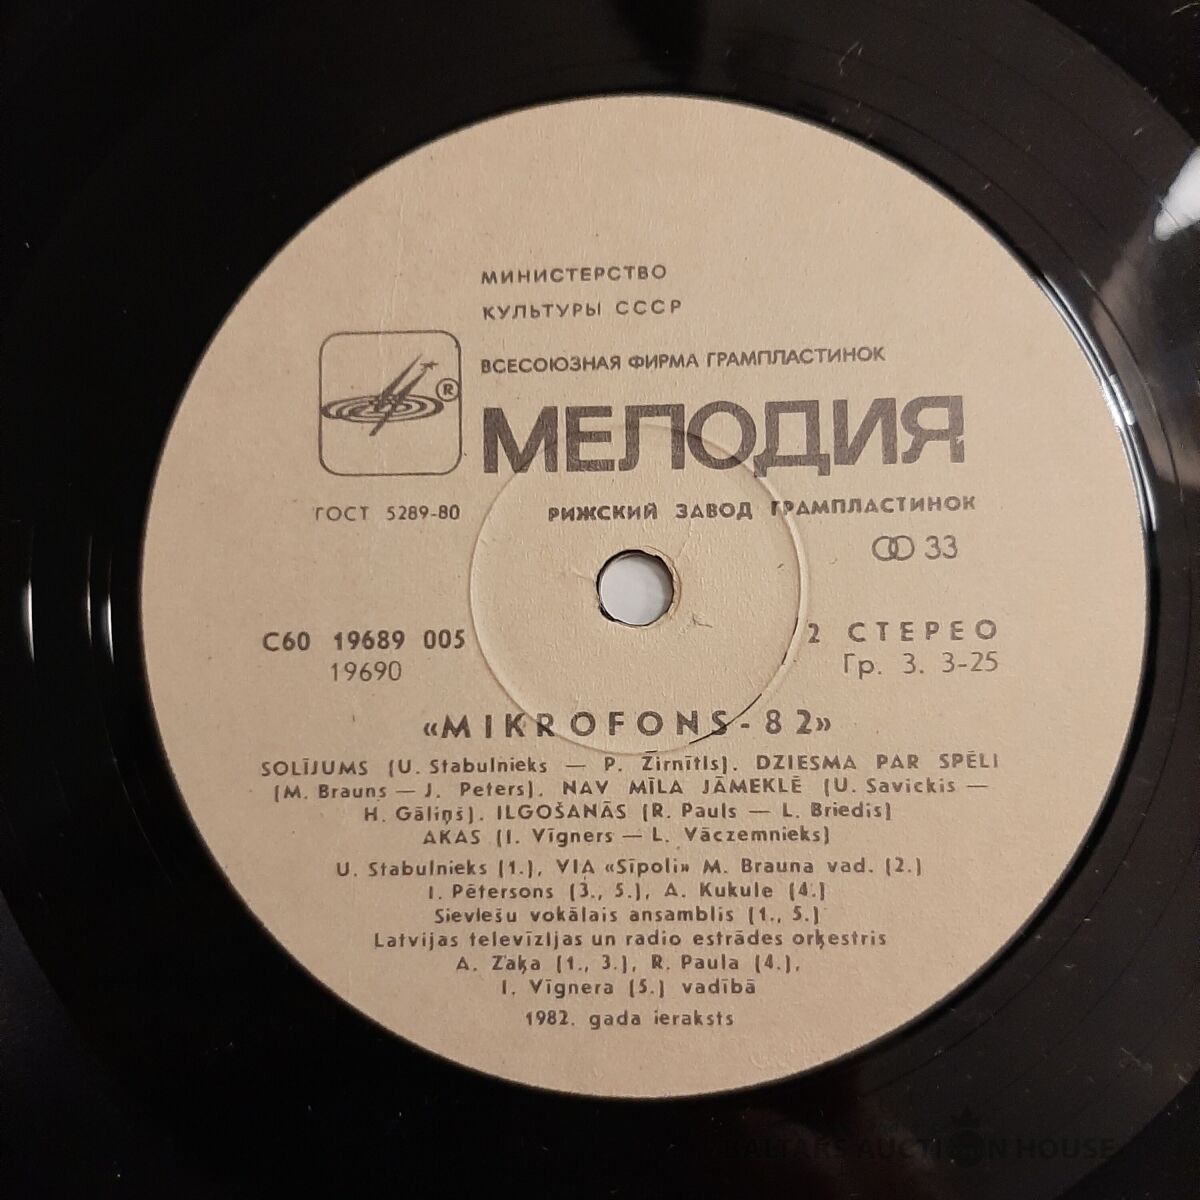 МИНИСТЕРСТВО
КУЛЬТУРЫ СССР
ВСЕСОЮЗНАЯ ФИРМА ГРАМПЛАСТИНОК
®
МЕЛОДИЯ
ГОСТ 5289-80
РИЖСКИЙ ЗАВОД ГРАМПЛАСТИНОК
33
С60 19689 005
2 СТЕРЕО
19690
Гр. 3. 3-25
«MIKROFONS-82»
SOLĪJUMS (U. Stabulnieks — P. Zirnītis). DZIESMA PAR SPĒLI
(M. Brauns — J. Peters). NAV MĪLA JĀMEKLĒ (U. Savickis —
H. Gāliņš). ILGOŠANĀS (R. Pauls — L. Briedis)
AKAS (I. Vīgners — L. Vāczemnieks)
U. Stabulnieks (1.), VIA «Sīpoli» M. Brauna vad. (2.)
I. Pētersons (3., 5.), A. Kukule (4.)
Sieviešu vokālais ansamblis (1., 5.)
Latvijas televīzijas un radio estrādes orķestris
A. Zaķa (1., 3.), R. Paula (4.),
I. Vīgnera (5.) vadībā
1982. gada ieraksts
BALTARS AUCTION HOUSE